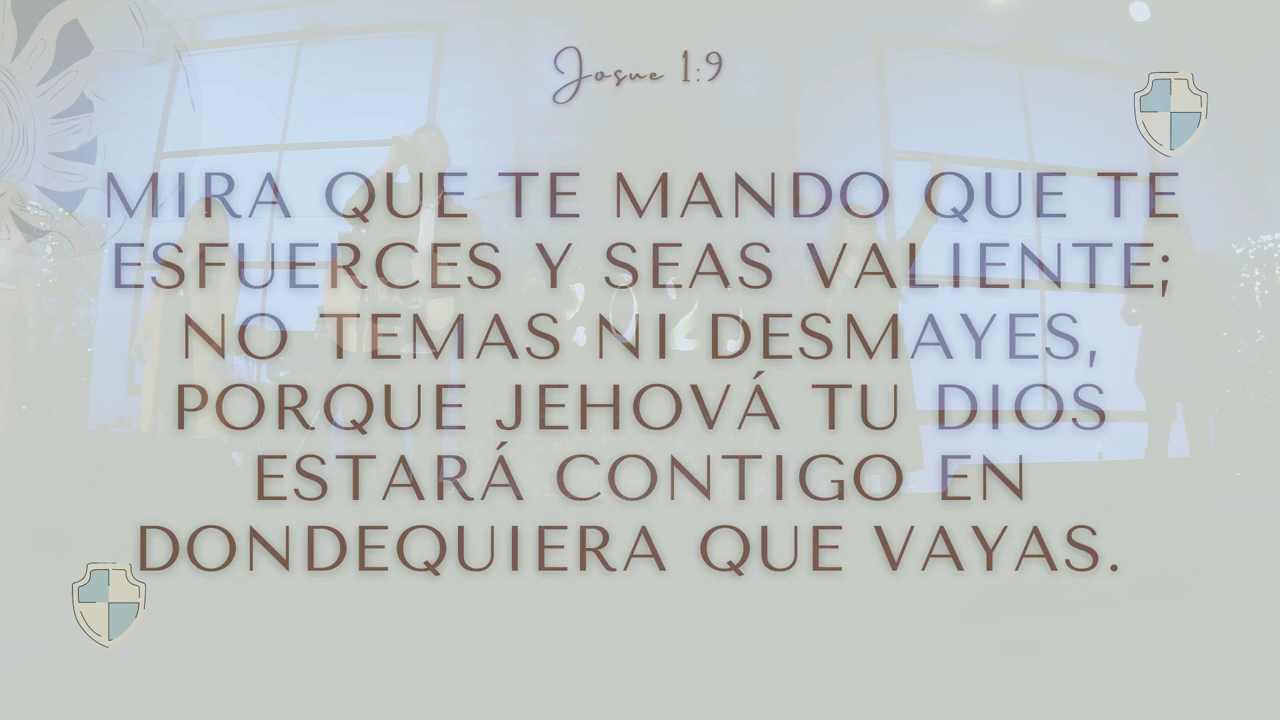 Josue 1:9
MIRA QUE TE MANDO QUE TE
ESFUERCES Y SEAS VALIENTE;
NO TEMAS NI DESMAYES,
PORQUE JEHOVÁ TU DIOS
ESTARÁ CONTIGO EN
DONDEQUIERA QUE VAYAS.